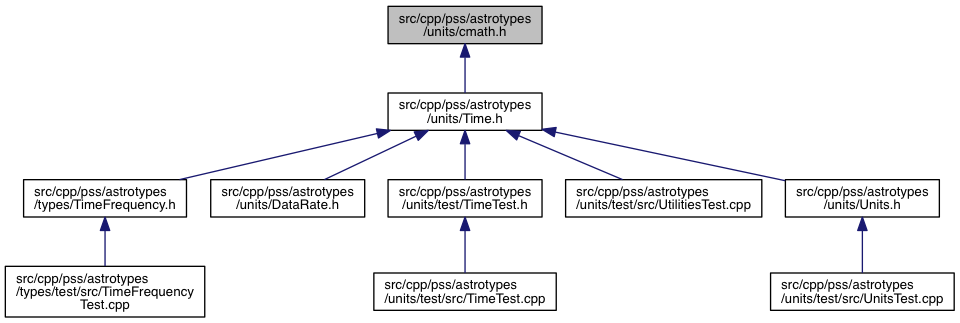 src/cpp/pss/astrotypes
/units/cmath.h
src/cpp/pss/astrotypes
/units/Time.h
src/cpp/pss/astrotypes
/types/TimeFrequency.h
src/cpp/pss/astrotypes
/units/DataRate.h
src/cpp/pss/astrotypes
/units/test/TimeTest.h
src/cpp/pss/astrotypes
/units/test/src/UtilitiesTest.cpp
src/cpp/pss/astrotypes
/units/Units.h
src/cpp/pss/astrotypes
/types/test/src/TimeFrequency
Test.cpp
src/cpp/pss/astrotypes
/units/test/src/TimeTest.cpp
src/cpp/pss/astrotypes
/units/test/src/UnitsTest.cpp